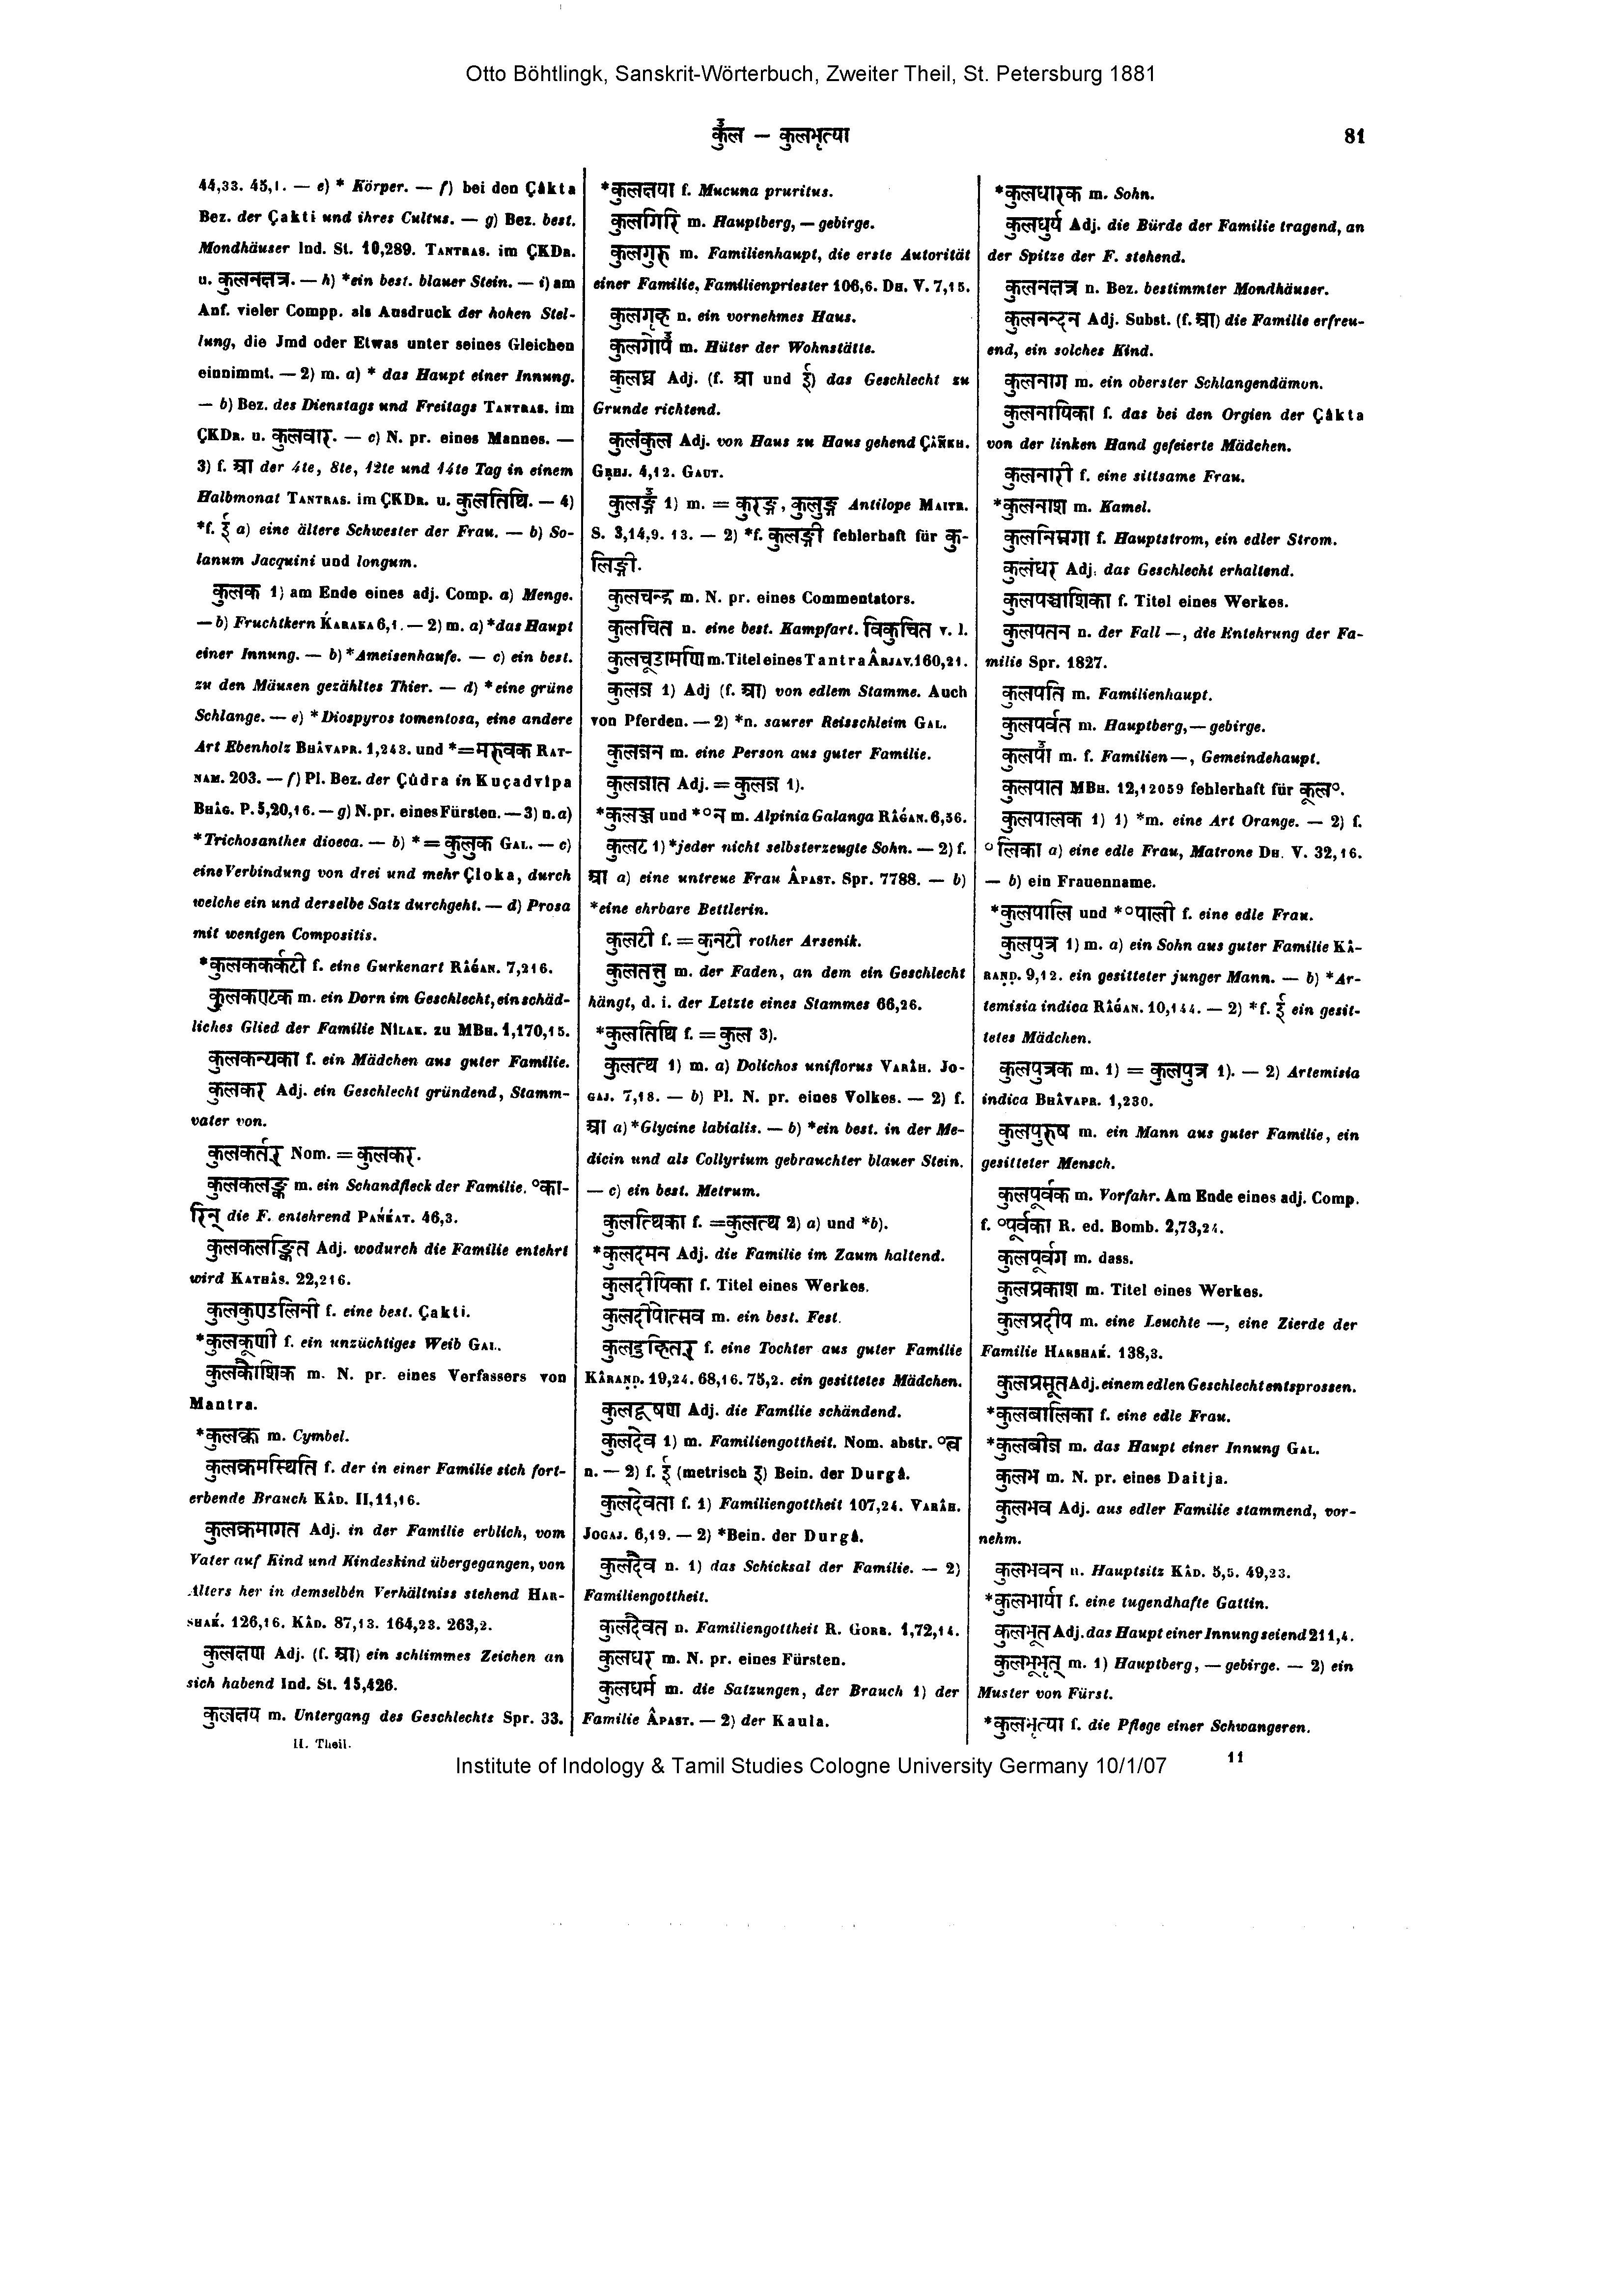 Otto Böhtlingk, Sanskrit-Wörterbuch, Zweiter Theil, St. Petersburg 1881
कुल — कुलभृत्या
81
44,33. 45,1. — e) * Körper. — f) bei den Çâkta
Bez. der Çakti und ihres Cultus. — g) Bez. best.
Mondhäuser Ind. St. 10,289. TANTRAS. im ÇKDR.
u. कुलनक्षत्र. — h) *ein best. blauer Stein. — i) am
Anf. vieler Compp. als Ausdruck der hohen Stel-
lung, die Jmd oder Etwas unter seines Gleichen
einnimmt. — 2) m. a) * das Haupt einer Innung.
— b) Bez. des Dienstags und Freitags TANTRAS. im
ÇKDR. u. कुलवार. — c) N. pr. eines Mannes. —
3) f. आ der 4te, 8te, 12te und 14te Tag in einem
Halbmonat TANTRAS. im ÇKDR. u. कुलतिथि. — 4)
*f. ई a) eine ältere Schwester der Frau. — b) So-
lanum Jacquini und longum.
कुलक 1) am Ende eines adj. Comp. a) Menge.
— b) Fruchtkern ḰARAKA 6,1. — 2) m. a) *das Haupt
einer Innung. — b) *Ameisenhaufe. — c) ein best.
zu den Mäusen gezähltes Thier. — d) *eine grüne
Schlange. — e) *Diospyros tomentosa, eine andere
Art Ebenholz BHÂVAPR. 1,243. und *=मरुवक RAT-
NAM. 203. — f) Pl. Bez. der Çûdra in Kuçadvîpa
BHÂG. P. 5,20,16. — g) N. pr. eines Fürsten. — 3) n. a)
*Trichosanthes dioeca. — b) *= कुलुक GAL. — c)
eine Verbindung von drei und mehr Çloka, durch
welche ein und derselbe Satz durchgeht. — d) Prosa
mit wenigen Compositis.
*कुलकर्कटी f. eine Gurkenart RÂǴAN. 7,216.
कुलकण्टक m. ein Dorn im Geschlecht, ein schäd-
liches Glied der Familie NÎLAK. zu MBH. 1,170,15.
कुलकन्यका f. ein Mädchen aus guter Familie.
कुलकर Adj. ein Geschlecht gründend, Stamm-
vater von.
कुलकर्तर् Nom. = कुलकर.
कुलकलङ्क m. ein Schandfleck der Familie. °का-
रिन् die F. entehrend PAŃḰAT. 46,3.
कुलकलङ्कित Adj. wodurch die Familie entehrt
wird KATHÂS. 22,216.
कुलकुण्डलिनी f. eine best. Çakti.
*कुलकूणी f. ein unzüchtiges Weib GAL.
कुलकौशिक m. N. pr. eines Verfassers von
Mantra.
*कुलक्क m. Cymbel.
कुलक्रमस्थिति f. der in einer Familie sich fort-
erbende Brauch KÂD. II,11,16.
कुलक्रमागत Adj. in der Familie erblich, vom
Vater auf Kind und Kindeskind übergegangen, von
Alters her in demselben Verhältniss stehend HAR-
SHAḰ. 126,16. KÂD. 87,13. 164,23. 263,2.
कुलक्षण Adj. (f. आ) ein schlimmes Zeichen an
sich habend Ind. St. 15,426.
कुलक्षय m. Untergang des Geschlechts Spr. 33.
II. Theil.
*कुलक्षया f. Mucuna pruritus.
कुलगिरि m. Hauptberg, — gebirge.
कुलगुरु m. Familienhaupt, die erste Autorität
einer Familie, Familienpriester 106,6. DH. V. 7,15.
कुलगृह n. ein vornehmes Haus.
कुलगोप m. Hüter der Wohnstätte.
कुलघ्न Adj. (f. आ und ई) das Geschlecht zu
Grunde richtend.
कुलंकुल Adj. von Haus zu Haus gehend ÇÂÑKH.
GṚHJ. 4,12. GAUT.
कुलङ्ग 1) m. = कुरङ्ग, कुलुङ्ग Antilope MAITR.
S. 3,14,9. 13. — 2) *f. कुलङ्गी fehlerhaft für कु-
लिङ्गी.
कुलचन्द्र m. N. pr. eines Commentators.
कुलचित n. eine best. Kampfart. विकुचित v. l.
कुलचूडामणि m. Titel eines Tantra ÂRJAV. 160,21.
कुलज 1) Adj (f. आ) von edlem Stamme. Auch
von Pferden. — 2) *n. saurer Reisschleim GAL.
कुलजन m. eine Person aus guter Familie.
कुलजात Adj. = कुलज 1).
*कुलञ्ज und *°न m. Alpinia Galanga RÂǴAN. 6,56.
कुलट 1) *jeder nicht selbsterzeugte Sohn. — 2) f.
आ a) eine untreue Frau ÂPAST. Spr. 7788. — b)
*eine ehrbare Bettlerin.
कुलटी f. = कुनटी rother Arsenik.
कुलतन्तु m. der Faden, an dem ein Geschlecht
hängt, d. i. der Letzte eines Stammes 66,26.
*कुलतिथि f. = कुल 3).
कुलत्थ 1) m. a) Dolichos uniflorus VARÂH. JO-
GAJ. 7,18. — b) Pl. N. pr. eines Volkes. — 2) f.
आ a) *Glycine labialis. — b) *ein best. in der Me-
dicin und als Collyrium gebrauchter blauer Stein.
— c) ein best. Metrum.
कुलत्थिका f. =कुलत्थ 2) a) und *b).
*कुलदमन Adj. die Familie im Zaum haltend.
कुलदीपिका f. Titel eines Werkes.
कुलदीपोत्सव m. ein best. Fest.
कुलदुहितर् f. eine Tochter aus guter Familie
KÂRAṆḌ. 19,24. 68,16. 75,2. ein gesittetes Mädchen.
कुलदूषण Adj. die Familie schändend.
कुलदेव 1) m. Familiengottheit. Nom. abstr. °त्व
n. — 2) f. ई (metrisch इ) Bein. der Durgâ.
कुलदेवता f. 1) Familiengottheit 107,24. VARÂH.
JOGAJ. 6,19. — 2) *Bein. der Durgâ.
कुलदैव n. 1) das Schicksal der Familie. — 2)
Familiengottheit.
कुलदैवत n. Familiengottheit R. GORR. 1,72,14.
कुलधर m. N. pr. eines Fürsten.
कुलधर्म m. die Satzungen, der Brauch 1) der
Familie ÂPAST. — 2) der Kaula.
*कुलधारक m. Sohn.
कुलधुर्य Adj. die Bürde der Familie tragend, an
der Spitze der F. stehend.
कुलनक्षत्र n. Bez. bestimmter Mondhäuser.
कुलनन्दन Adj. Subst. (f. आ) die Familie erfreu-
end, ein solches Kind.
कुलनाग m. ein oberster Schlangendämon.
कुलनायिका f. das bei den Orgien der Çâkta
von der linken Hand gefeierte Mädchen.
कुलनारी f. eine sittsame Frau.
*कुलनाश m. Kamel.
कुलनिम्नगा f. Hauptstrom, ein edler Strom.
कुलंधर Adj. das Geschlecht erhaltend.
कुलपञ्चाशिका f. Titel eines Werkes.
कुलपतन n. der Fall —, die Entehrung der Fa-
milie Spr. 1827.
कुलपति m. Familienhaupt.
कुलपर्वत m. Hauptberg, — gebirge.
कुलपा m. f. Familien—, Gemeindehaupt.
कुलपात MBH. 12,12059 fehlerhaft für कूल°.
कुलपालक 1) 1) *m. eine Art Orange. — 2) f.
°लिका a) eine edle Frau, Matrone DH. V. 32,16.
— b) ein Frauenname.
*कुलपालि und *°पाली f. eine edle Frau.
कुलपुत्र 1) m. a) ein Sohn aus guter Familie KÂ-
RAṆḌ. 9,12. ein gesitteter junger Mann. — b) *Ar-
temisia indica RÂǴAN. 10,144. — 2) *f. ई ein gesit-
tetes Mädchen.
कुलपुत्रक m. 1) = कुलपुत्र 1). — 2) Artemisia
indica BHÂVAPR. 1,230.
कुलपुरुष m. ein Mann aus guter Familie, ein
gesitteter Mensch.
कुलपूर्वक m. Vorfahr. Am Ende eines adj. Comp.
f. °पूर्वका R. ed. Bomb. 2,73,24.
कुलपूर्वग m. dass.
कुलप्रकाश m. Titel eines Werkes.
कुलप्रदीप m. eine Leuchte —, eine Zierde der
Familie HARSHAḰ. 138,3.
कुलप्रसूत Adj. einem edlen Geschlecht entsprossen.
*कुलबालिका f. eine edle Frau.
*कुलबीज m. das Haupt einer Innung GAL.
कुलभ m. N. pr. eines Daitja.
कुलभव Adj. aus edler Familie stammend, vor-
nehm.
कुलभवन n. Hauptsitz KÂD. 5,5. 49,23.
*कुलभार्या f. eine tugendhafte Gattin.
कुलभूत Adj. das Haupt einer Innung seiend 211,4.
कुलभूभृत् m. 1) Hauptberg, — gebirge. — 2) ein
Muster von Fürst.
*कुलभृत्या f. die Pflege einer Schwangeren.
11
Institute of Indology & Tamil Studies Cologne University Germany 10/1/07